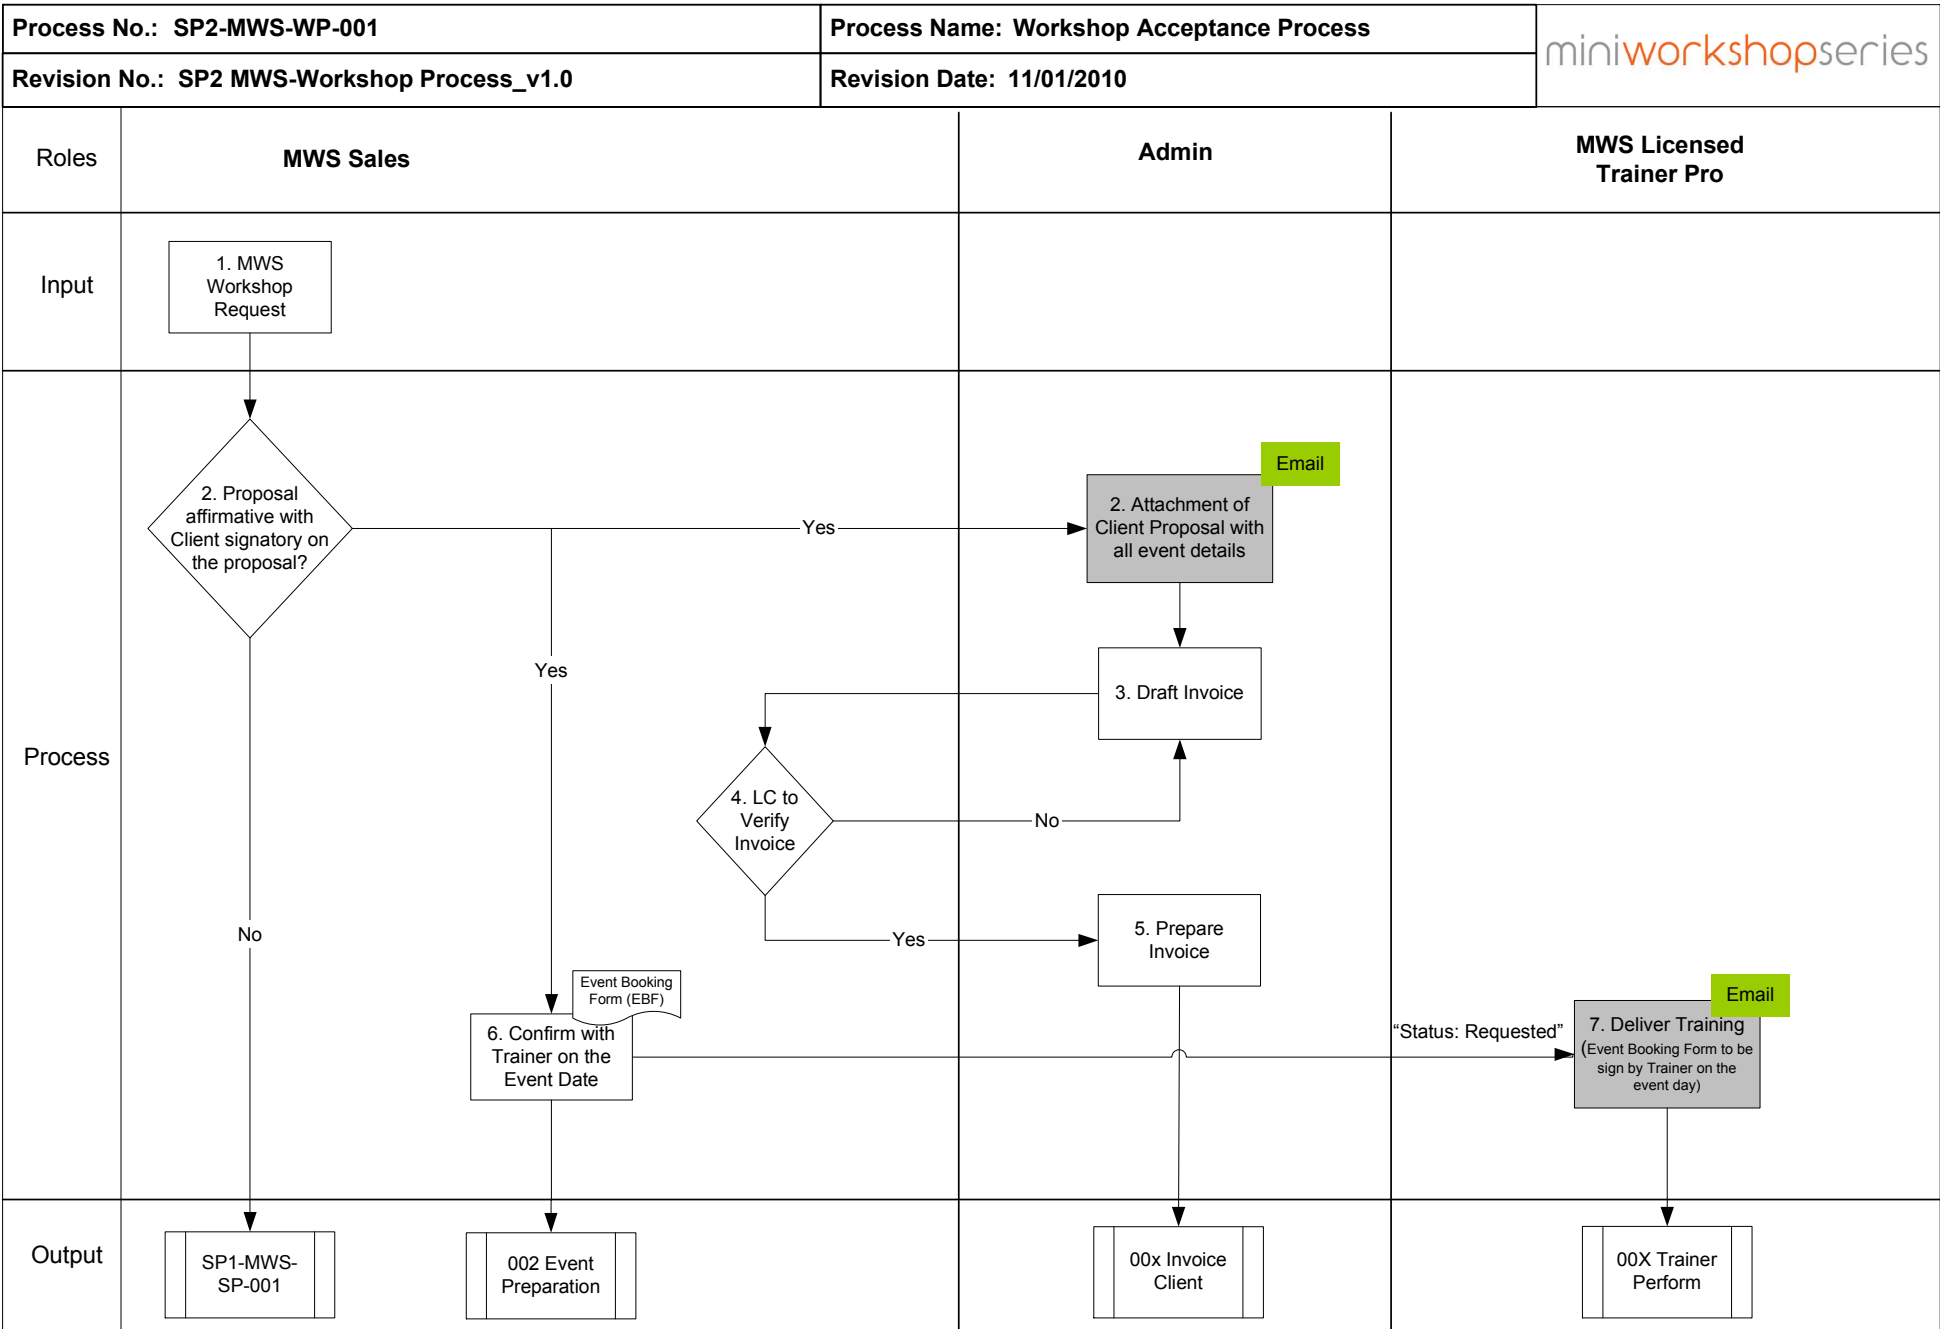 Process No.: SP2-MWS-WP-001
Process Name: Workshop Acceptance Process
miniworkshopseries
Revision No.: SP2 MWS-Workshop Process_v1.0
Revision Date: 11/01/2010
Roles
MWS Sales
Admin
MWS Licensed
Trainer Pro
Input
1. MWS
Workshop
Request
Process
2. Proposal
affirmative with
Client signatory on
the proposal?
Yes
Email
2. Attachment of
Client Proposal with
all event details
Yes
3. Draft Invoice
4. LC to
Verify
Invoice
No
No
Yes
5. Prepare
Invoice
Event Booking
Form (EBF)
6. Confirm with
Trainer on the
Event Date
“Status: Requested”
Email
7. Deliver Training
(Event Booking Form to be
sign by Trainer on the
event day)
Output
SP1-MWS-
SP-001
002 Event
Preparation
00x Invoice
Client
00X Trainer
Perform